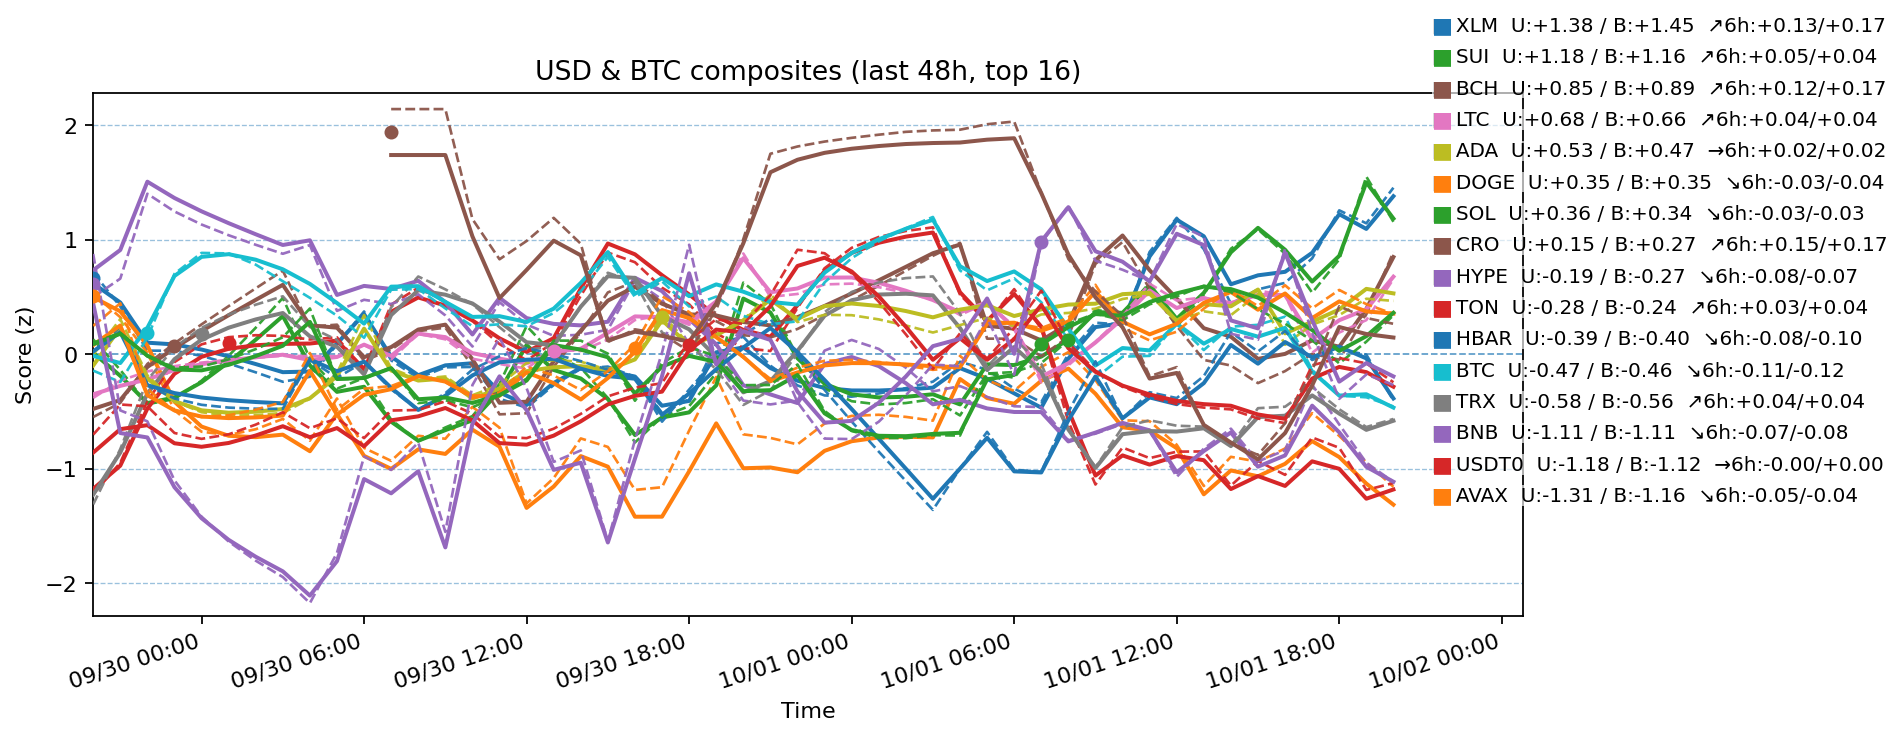 USD & BTC composites (last 48h, top 16)
XLM U:+1.38 / B:+1.45 ↗6h:+0.13/+0.17
SUI U:+1.18 / B:+1.16 ↗6h:+0.05/+0.04
BCH U:+0.85 / B:+0.89 ↗6h:+0.12/+0.17
LTC U:+0.68 / B:+0.66 ↗6h:+0.04/+0.04
ADA U:+0.53 / B:+0.47 →6h:+0.02/+0.02
DOGE U:+0.35 / B:+0.35 ↘6h:-0.03/-0.04
SOL U:+0.36 / B:+0.34 ↘6h:-0.03/-0.03
CRO U:+0.15 / B:+0.27 ↗6h:+0.15/+0.17
HYPE U:-0.19 / B:-0.27 ↘6h:-0.08/-0.07
TON U:-0.28 / B:-0.24 ↗6h:+0.03/+0.04
HBAR U:-0.39 / B:-0.40 ↘6h:-0.08/-0.10
BTC U:-0.47 / B:-0.46 ↘6h:-0.11/-0.12
TRX U:-0.58 / B:-0.56 ↗6h:+0.04/+0.04
BNB U:-1.11 / B:-1.11 ↘6h:-0.07/-0.08
USDT0 U:-1.18 / B:-1.12 →6h:-0.00/+0.00
AVAX U:-1.31 / B:-1.16 ↘6h:-0.05/-0.04
Score (z)
2
1
0
−1
−2
09/30 00:00
09/30 06:00
09/30 12:00
09/30 18:00
10/01 00:00
10/01 06:00
10/01 12:00
10/01 18:00
10/02 00:00
Time